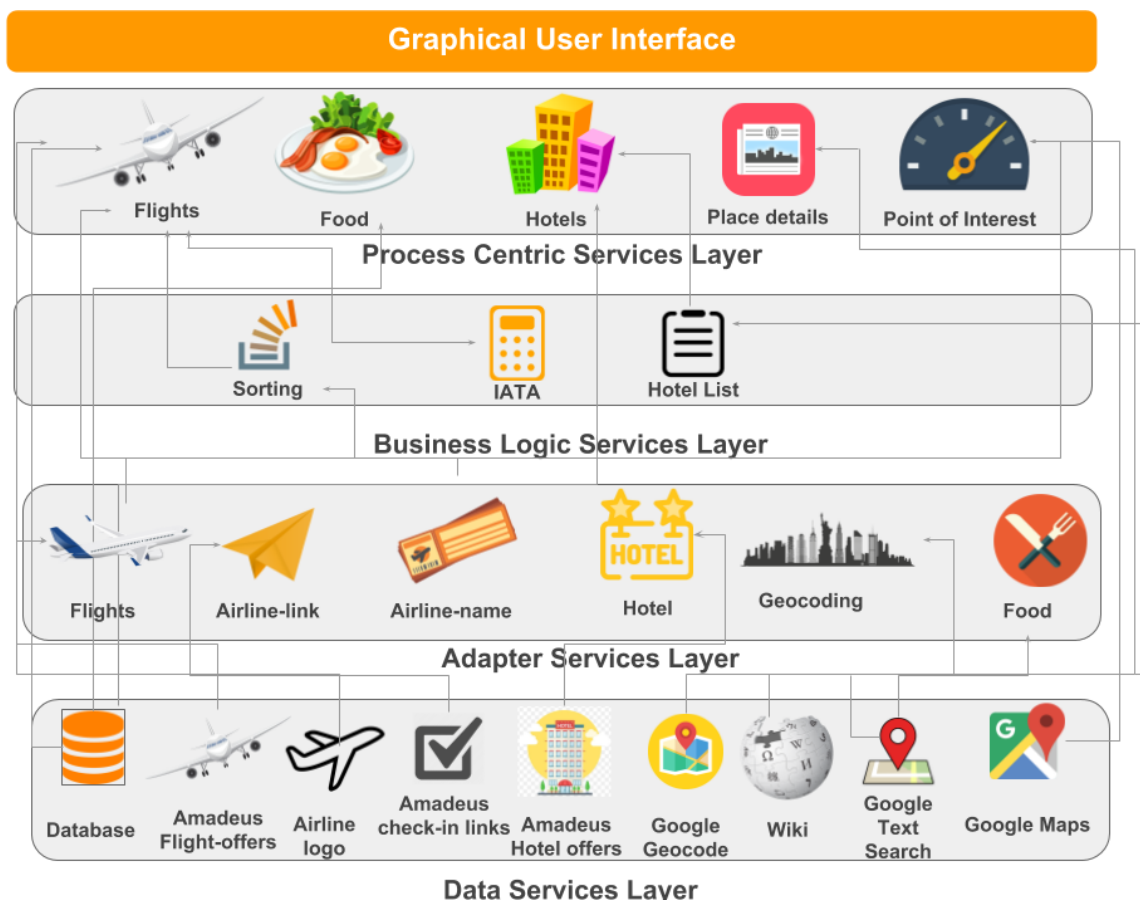 Graphical User Interface
Flights
Food
Hotels
Place details
Point of Interest
Process Centric Services Layer
Sorting
IATA
Hotel List
Business Logic Services Layer
HOTEL
Flights
Airline-link
Airline-name
Hotel
Geocoding
Food
Adapter Services Layer
HOTEL
G
W
Ω
И
Database
Amadeus
Flight-offers
Airline
logo
Amadeus
check-in links
Amadeus
Hotel offers
Google
Geocode
Wiki
Google
Text
Search
Google Maps
Data Services Layer